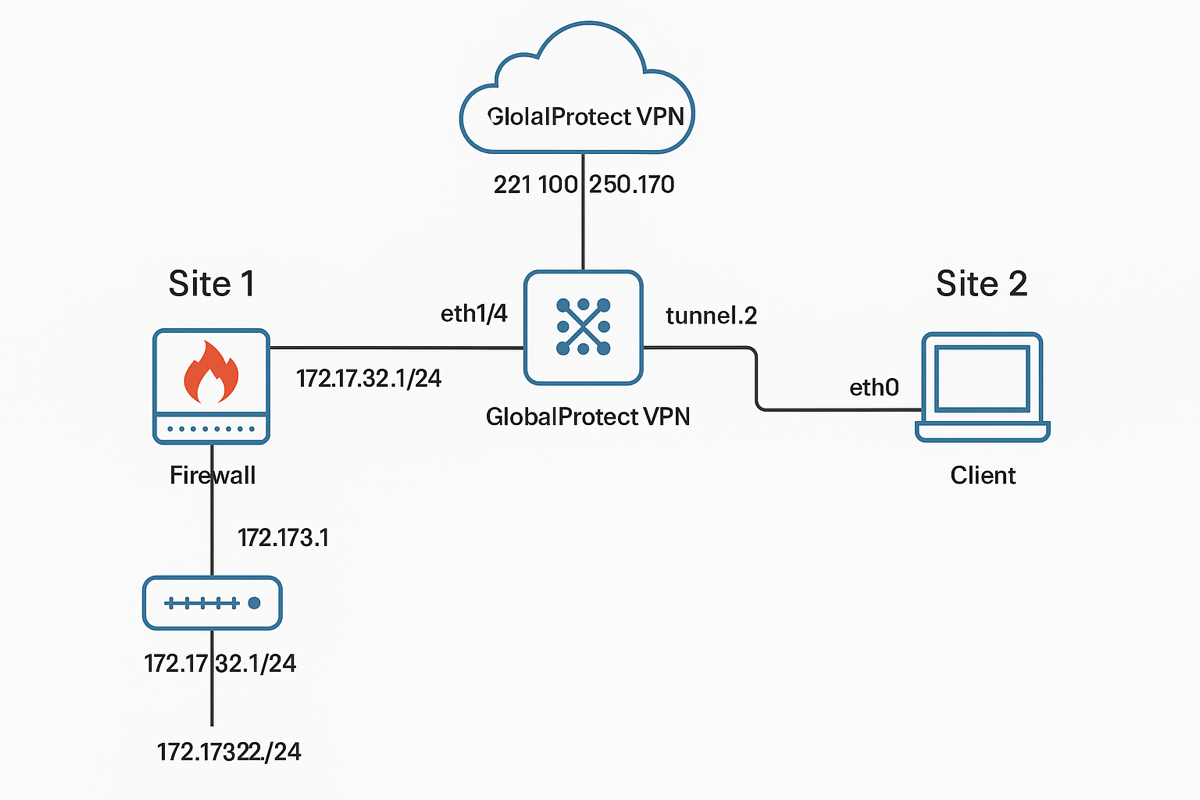 GlolalProtect VPN
221 100 250.170
Site 1
Site 2
eth1/4
tunnel.2
172.17.32.1/24
eth0
GlobalProtect VPN
Firewall
Client
172.173.1
172.17 32.1/24
172.17322./24